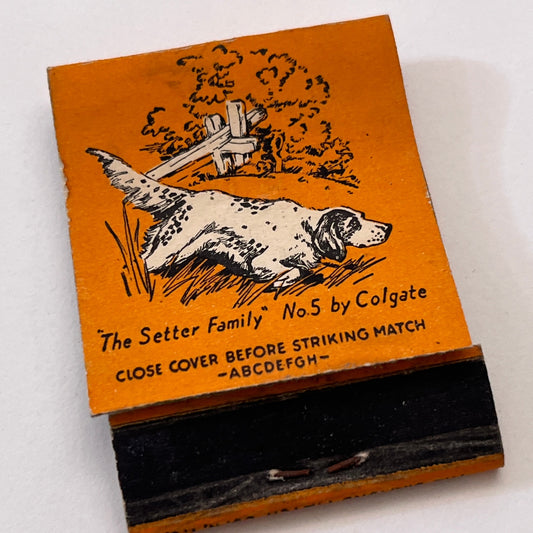 "The Setter Family" No.5 by Colgate
CLOSE COVER BEFORE STRIKING MATCH
-ABCDEFGH-